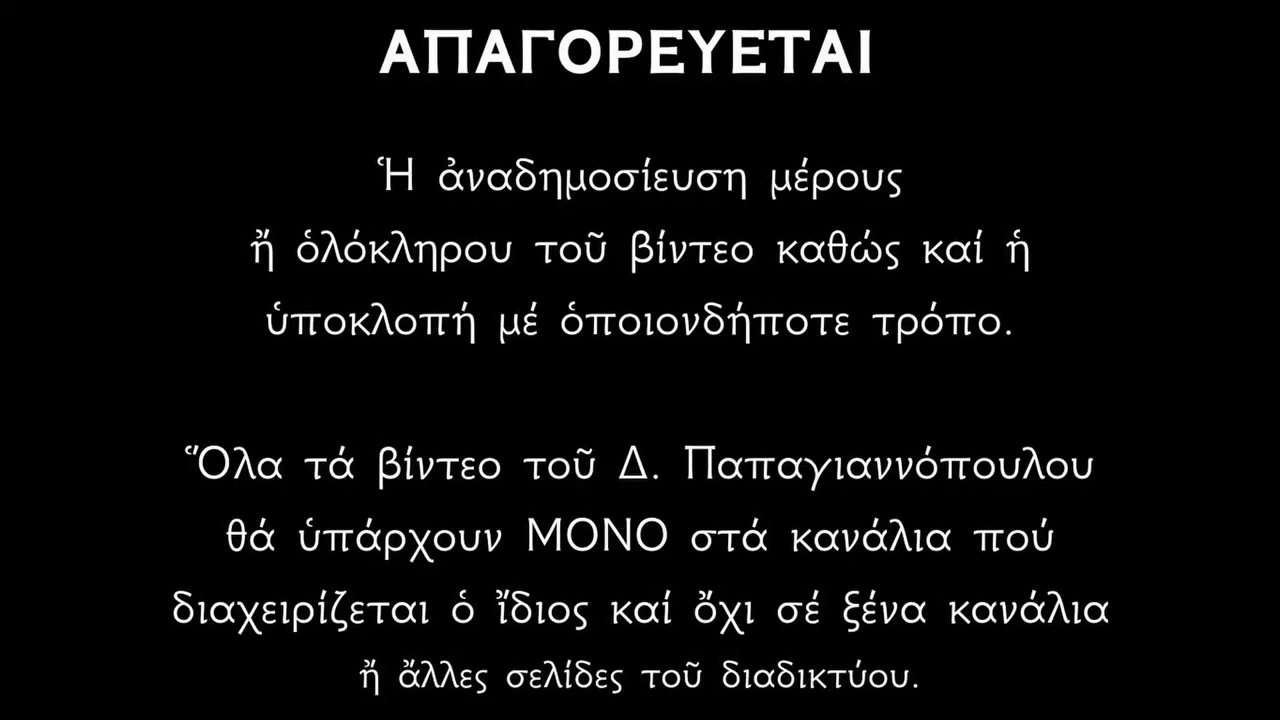 ΑΠΑΓΟΡΕΥΕΤΑΙ
Ἡ ἀναδημοσίευση μέρους
ἤ ὁλόκληρου τοῦ βίντεο καθώς καί ἡ
ὑποκλοπή μέ ὁποιονδήποτε τρόπο.
Ὅλα τά βίντεο τοῦ Δ. Παπαγιαννόπουλου
θά ὑπάρχουν ΜΟΝΟ στά κανάλια πού
διαχειρίζεται ὁ ἴδιος καί ὄχι σέ ξένα κανάλια
ἤ ἄλλες σελίδες τοῦ διαδικτύου.